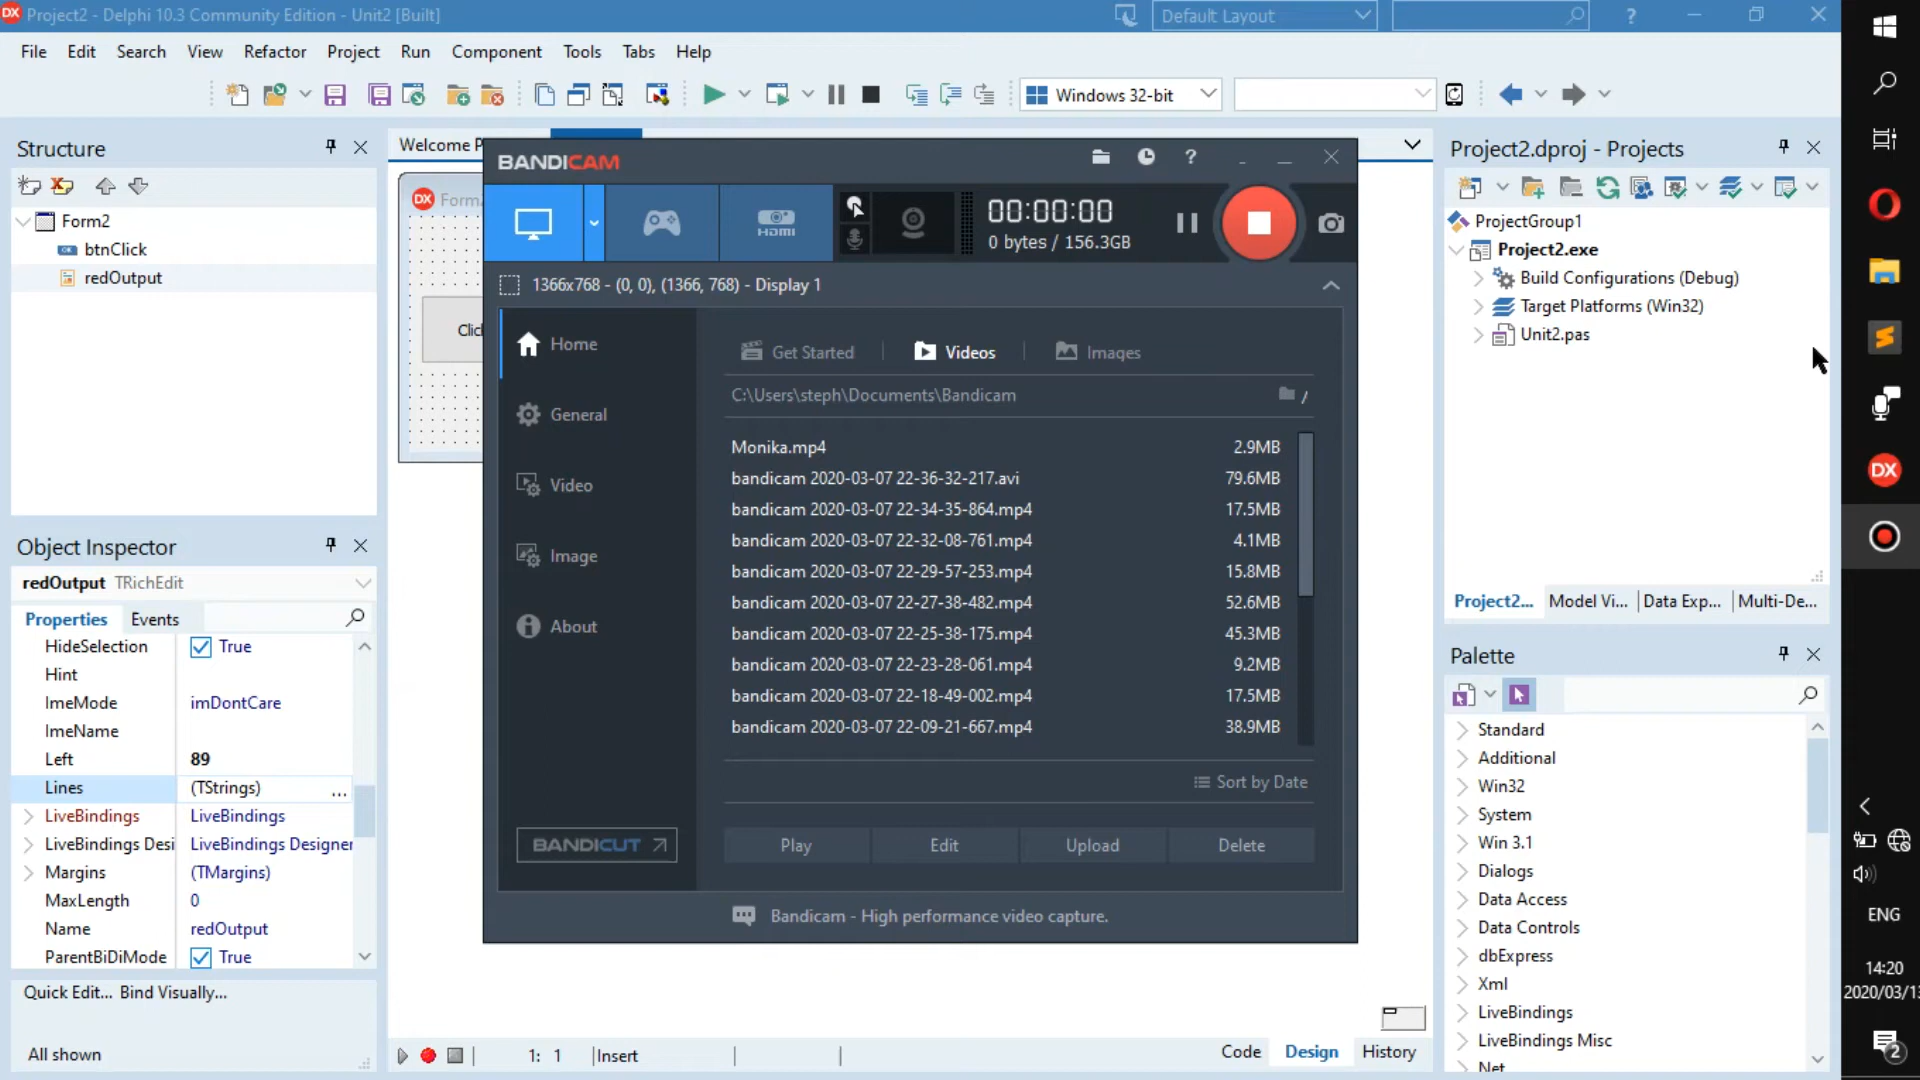 Project2 - Delphi 10.3 Community Edition - Unit2 [Built]
Default Layout
?
File Edit Search View Refactor Project Run Component Tools Tabs Help
Windows 32-bit
Structure
Form2
btnClick
redOutput
Object Inspector
redOutput TRichEdit
Properties Events
HideSelection True
Hint
ImeMode imDontCare
ImeName
Left 89
Lines (TStrings) ...
LiveBindings LiveBindings
LiveBindings Desi LiveBindings Designer
Margins (TMargins)
MaxLength 0
Name redOutput
ParentBiDiMode True
Quick Edit... Bind Visually...
All shown
Welcome P
DX Form
BANDICAM
?
HDMI
00:00:00
0 bytes / 156.3GB
1366x768 - (0, 0), (1366, 768) - Display 1
Home
General
Video
Image
About
BANDICUT
Get Started
Videos
Images
C:\Users\steph\Documents\Bandicam
/
Monika.mp4 2.9MB
bandicam 2020-03-07 22-36-32-217.avi 79.6MB
bandicam 2020-03-07 22-34-35-864.mp4 17.5MB
bandicam 2020-03-07 22-32-08-761.mp4 4.1MB
bandicam 2020-03-07 22-29-57-253.mp4 15.8MB
bandicam 2020-03-07 22-27-38-482.mp4 52.6MB
bandicam 2020-03-07 22-25-38-175.mp4 45.3MB
bandicam 2020-03-07 22-23-28-061.mp4 9.2MB
bandicam 2020-03-07 22-18-49-002.mp4 17.5MB
bandicam 2020-03-07 22-09-21-667.mp4 38.9MB
Sort by Date
Play Edit Upload Delete
Bandicam - High performance video capture.
1: 1 Insert
Code Design History
Project2.dproj - Projects
ProjectGroup1
Project2.exe
Build Configurations (Debug)
Target Platforms (Win32)
Unit2.pas
Project2... Model Vi... Data Exp... Multi-De...
Palette
Standard
Additional
Win32
System
Win 3.1
Dialogs
Data Access
Data Controls
dbExpress
Xml
LiveBindings
LiveBindings Misc
Net
DX
ENG
14:20
2020/03/13
2